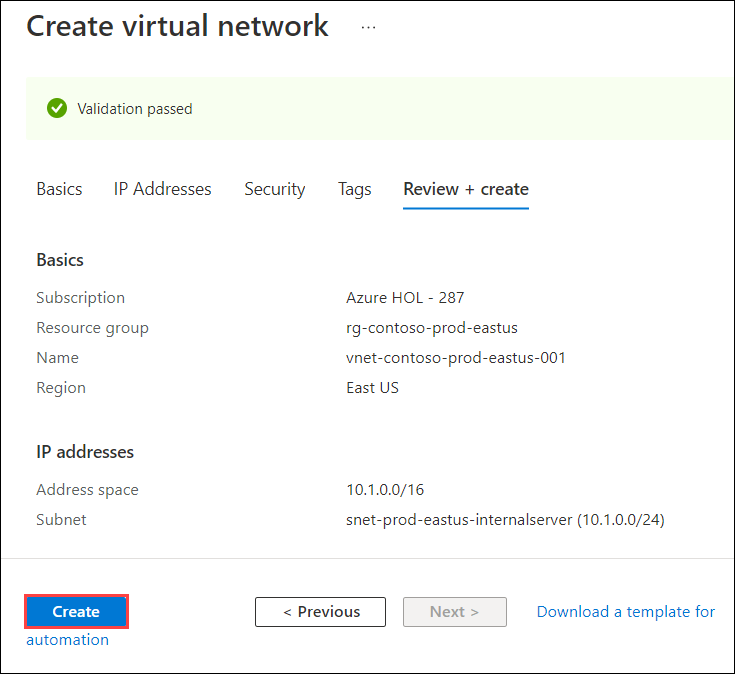 Create virtual network ...
Validation passed
Basics IP Addresses Security Tags Review + create
Basics
Subscription Azure HOL - 287
Resource group rg-contoso-prod-eastus
Name vnet-contoso-prod-eastus-001
Region East US
IP addresses
Address space 10.1.0.0/16
Subnet snet-prod-eastus-internalserver (10.1.0.0/24)
Create < Previous Next > Download a template for
automation